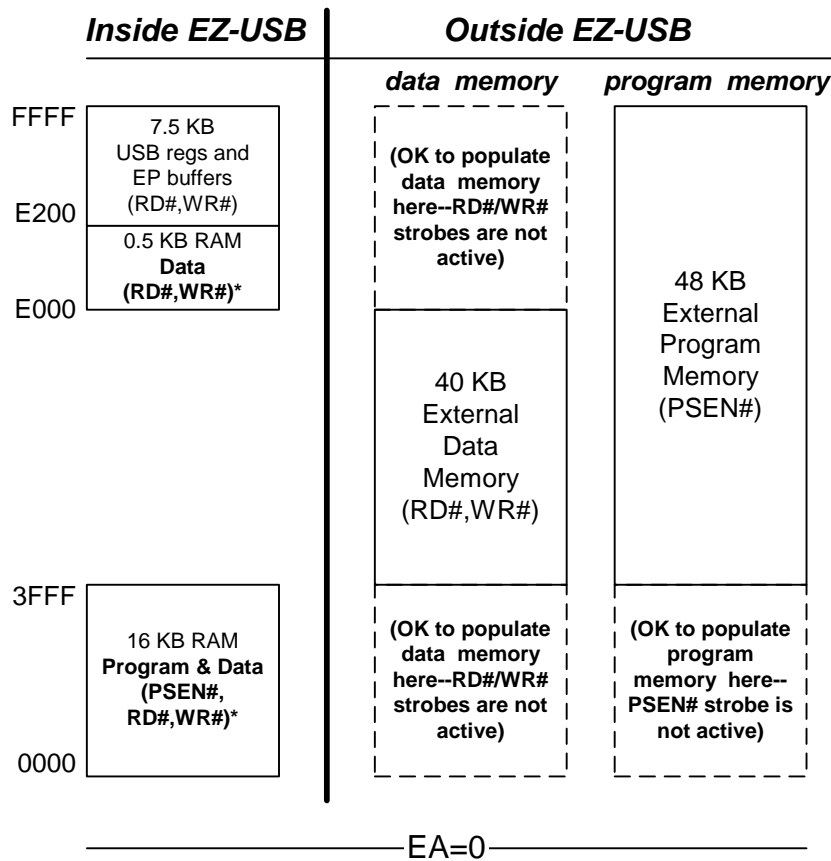 Inside EZ-USB
Outside EZ-USB
data memory
program memory
FFFF
E200
E000
3FFF
0000
7.5 KB
USB regs and
EP buffers
(RD#,WR#)
0.5 KB RAM
Data
(RD#,WR#)*
16 KB RAM
Program & Data
(PSEN#,
RD#,WR#)*
(OK to populate
data memory
here--RD#/WR#
strobes are not
active)
40 KB
External
Data
Memory
(RD#,WR#)
(OK to populate
data memory
here--RD#/WR#
strobes are not
active)
48 KB
External
Program
Memory
(PSEN#)
(OK to populate
program
memory here--
PSEN# strobe is
not active)
EA=0